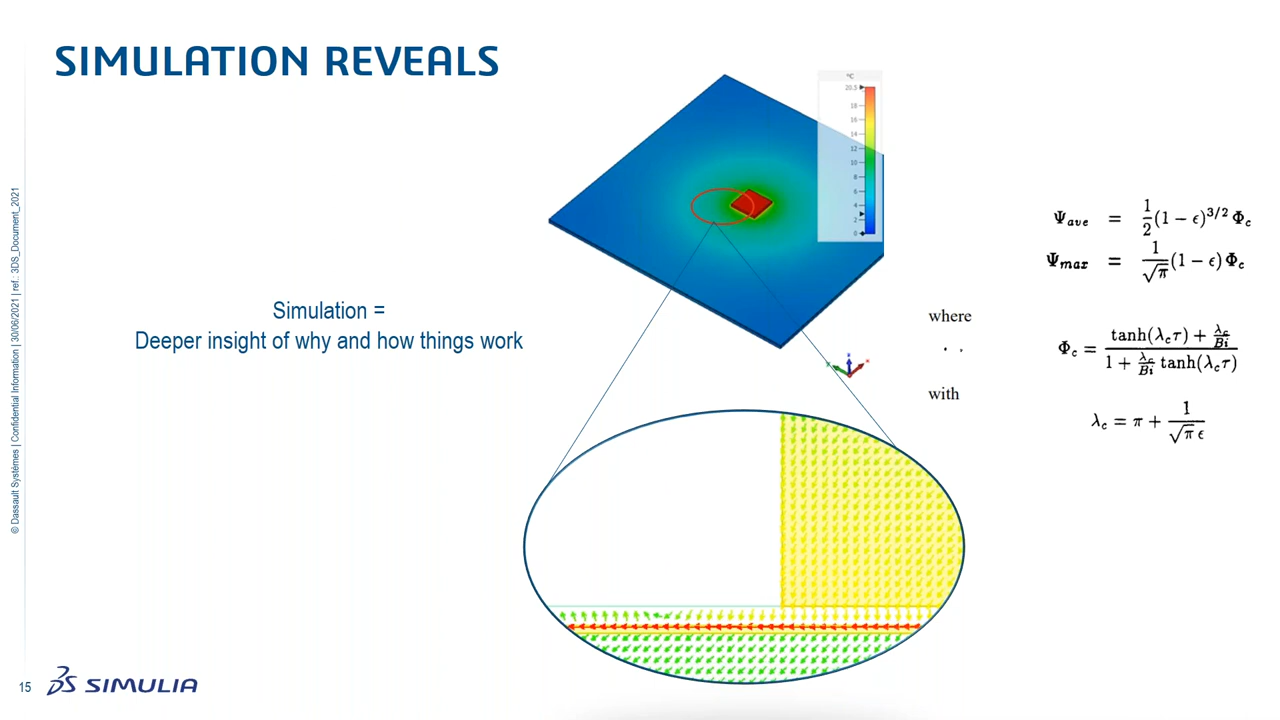 SIMULATION REVEALS
© Dassault Systèmes | Confidential Information | 30/06/2021 | ref.: 3DS_Document_2021
Simulation =
Deeper insight of why and how things work
°C
20.5
18
16
14
12
10
8
6
4
2
0
z
x
y
Ψ_ave = 1/2 (1 − ϵ)^{3/2} Φ_c
Ψ_max = 1/√π (1 − ϵ) Φ_c
where
Φ_c = (tanh(λ_c τ) + λ_c/Bi) / (1 + λ_c/Bi tanh(λ_c τ))
with
λ_c = π + 1/(√π ϵ)
15
3DS SIMULIA